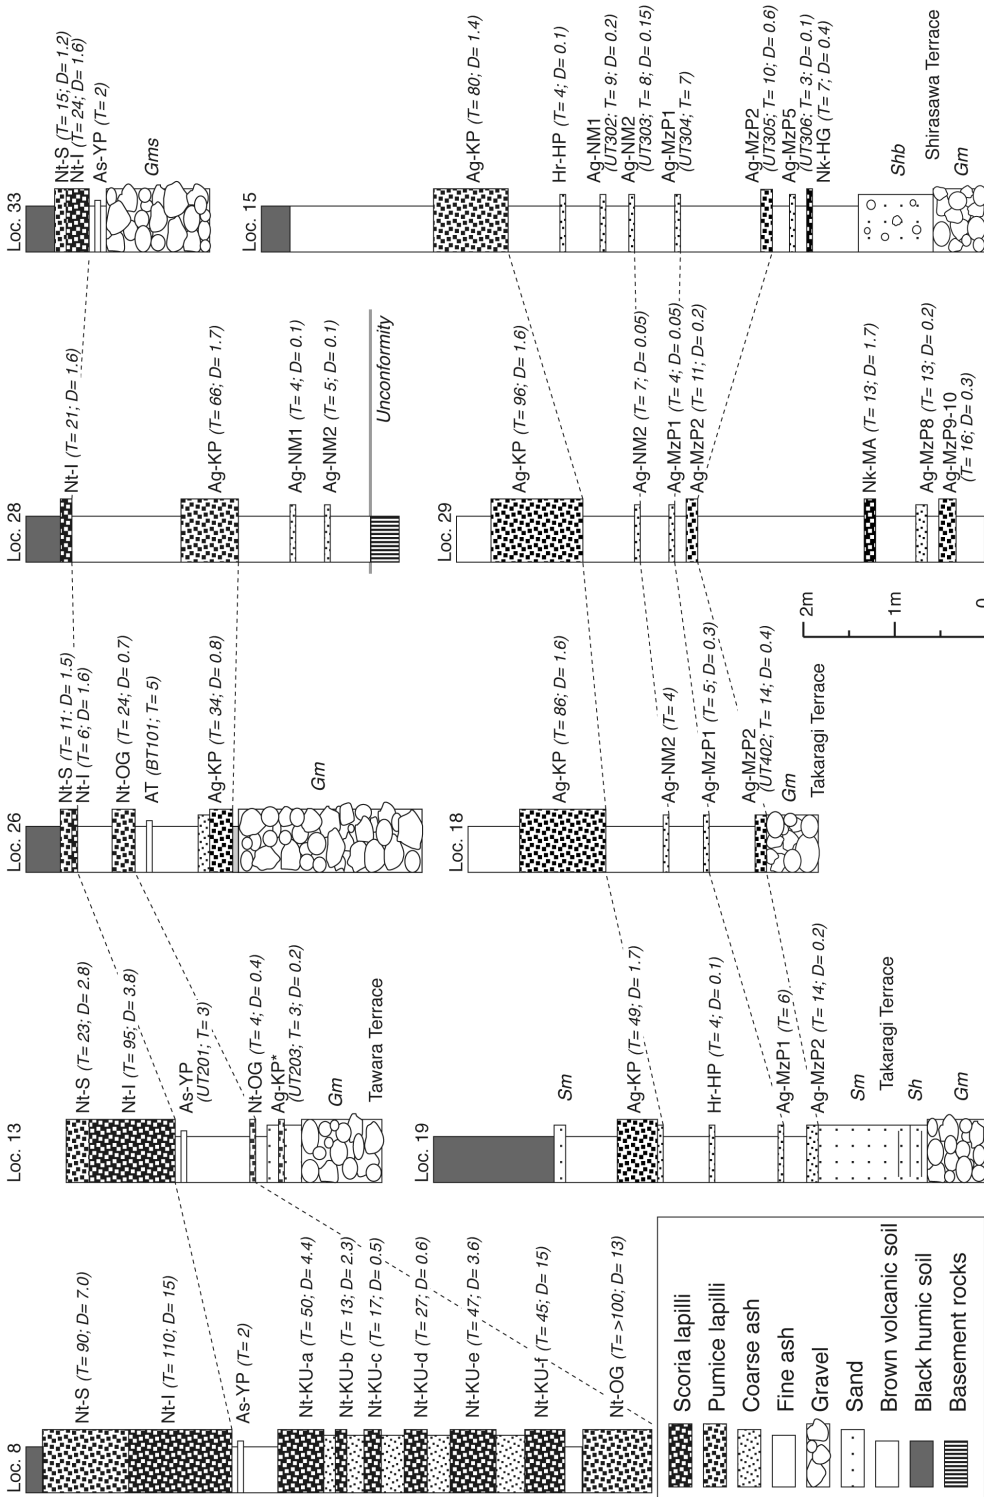 Loc. 8
Nt-S (T= 90; D= 7.0)
Nt-I (T= 110; D= 15)
As-YP (T= 2)
Nt-KU-a (T= 50; D= 4.4)
Nt-KU-b (T= 13; D= 2.3)
Nt-KU-c (T= 17; D= 0.5)
Nt-KU-d (T= 27; D= 0.6)
Nt-KU-e (T= 47; D= 3.6)
Nt-KU-f (T= 45; D= 15)
Nt-OG (T= >100; D= 13)
Loc. 13
Nt-S (T= 23; D= 2.8)
Nt-I (T= 95; D= 3.8)
As-YP
(UT201; T= 3)
Nt-OG (T= 4; D= 0.4)
Ag-KP*
(UT203; T= 3; D= 0.2)
Gm
Tawara Terrace
Loc. 26
Nt-S (T= 11; D= 1.5)
Nt-I (T= 6; D= 1.6)
Nt-OG (T= 24; D= 0.7)
AT (BT101; T= 5)
Ag-KP (T= 34; D= 0.8)
Gm
Loc. 28
Nt-I (T= 21; D= 1.6)
Ag-KP (T= 66; D= 1.7)
Ag-NM1 (T= 4; D= 0.1)
Ag-NM2 (T= 5; D= 0.1)
Unconformity
Loc. 33
Nt-S (T= 15; D= 1.2)
Nt-I (T= 24; D= 1.6)
As-YP (T= 2)
Gms
Loc. 19
Sm
Ag-KP (T= 49; D= 1.7)
Hr-HP (T= 4; D= 0.1)
Ag-MzP1 (T= 6)
Ag-MzP2 (T= 14; D= 0.2)
Sm
Takaragi Terrace
Sh
Gm
Loc. 18
Ag-KP (T= 86; D= 1.6)
Ag-NM2 (T= 4)
Ag-MzP1 (T= 5; D= 0.3)
Ag-MzP2
(UT402; T= 14; D= 0.4)
Gm
Takaragi Terrace
Loc. 29
Ag-KP (T= 96; D= 1.6)
Ag-NM2 (T= 7; D= 0.05)
Ag-MzP1 (T= 4; D= 0.05)
Ag-MzP2 (T= 11; D= 0.2)
Nk-MA (T= 13; D= 1.7)
Ag-MzP8 (T= 13; D= 0.2)
Ag-MzP9-10
(T= 16; D= 0.3)
Loc. 15
Ag-KP (T= 80; D= 1.4)
Hr-HP (T= 4; D= 0.1)
Ag-NM1
(UT302; T= 9; D= 0.2)
Ag-NM2
(UT303; T= 8; D= 0.15)
Ag-MzP1
(UT304; T= 7)
Ag-MzP2
(UT305; T= 10; D= 0.6)
Ag-MzP5
(UT306; T= 3; D= 0.1)
Nk-HG (T= 7; D= 0.4)
Shb
Shirasawa Terrace
Gm
2m
1m
0
Scoria lapilli
Pumice lapilli
Coarse ash
Fine ash
Gravel
Sand
Brown volcanic soil
Black humic soil
Basement rocks